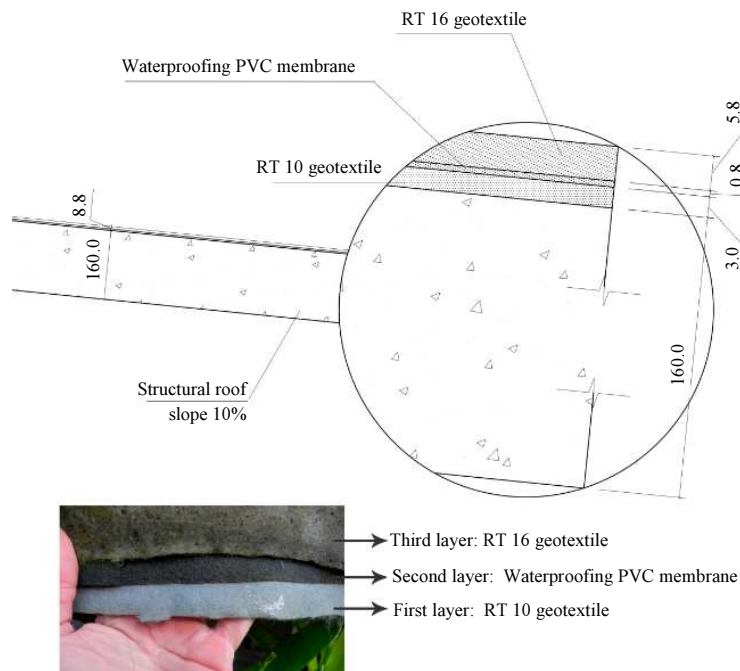 RT 16 geotextile
Waterproofing PVC membrane
RT 10 geotextile
5.8
0.8
3.0
160.0
8.8
160.0
Structural roof
slope 10%
Third layer: RT 16 geotextile
Second layer: Waterproofing PVC membrane
First layer: RT 10 geotextile